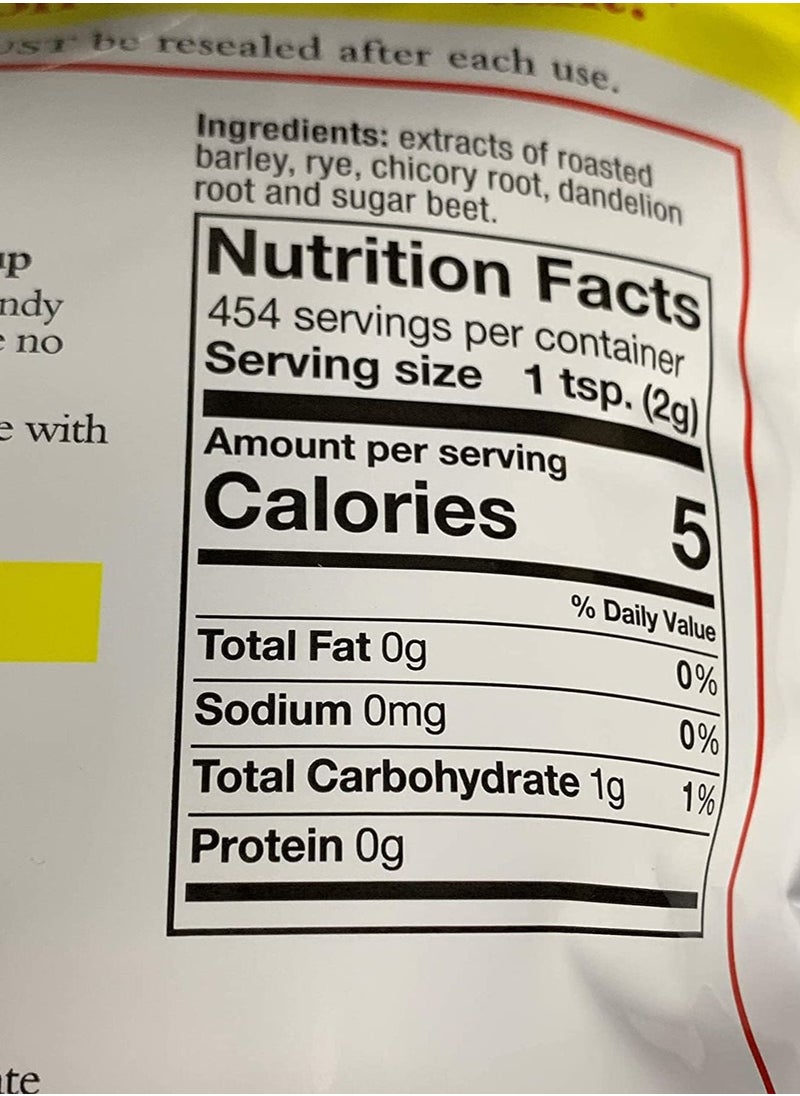 be resealed after each use.
Ingredients: extracts of roasted
barley, rye, chicory root, dandelion
root and sugar beet.
Nutrition Facts
454 servings per container
Serving size 1 tsp. (2g)
Amount per serving
Calories 5
% Daily Value
Total Fat 0g 0%
Sodium 0mg 0%
Total Carbohydrate 1g 1%
Protein 0g
no
with